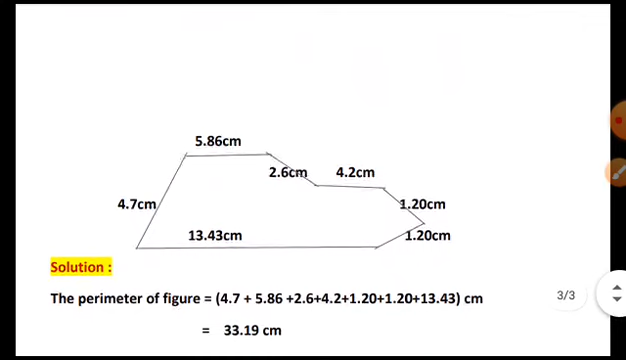 5.86cm
2.6cm 4.2cm
4.7cm 1.20cm
13.43cm 1.20cm
Solution :
The perimeter of figure = (4.7 + 5.86 +2.6+4.2+1.20+1.20+13.43) cm
3/3
= 33.19 cm